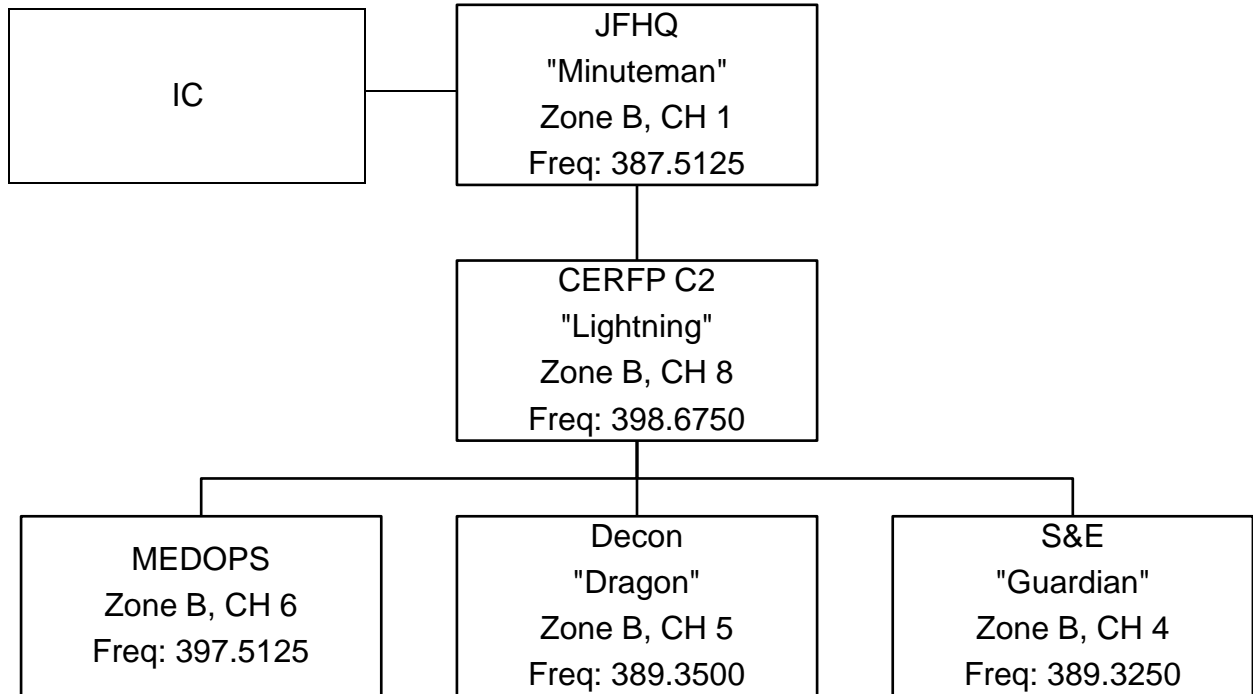 IC
JFHQ
"Minuteman"
Zone B, CH 1
Freq: 387.5125
CERFP C2
"Lightning"
Zone B, CH 8
Freq: 398.6750
MEDOPS
Zone B, CH 6
Freq: 397.5125
Decon
"Dragon"
Zone B, CH 5
Freq: 389.3500
S&E
"Guardian"
Zone B, CH 4
Freq: 389.3250